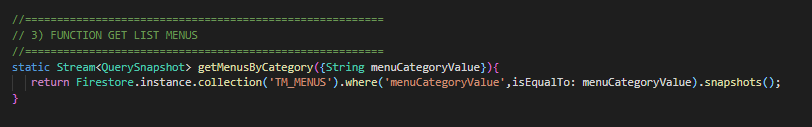 //========================================================
// 3) FUNCTION GET LIST MENUS
//========================================================
static Stream<QuerySnapshot> getMenusByCategory({String menuCategoryValue}){
return Firestore.instance.collection('TM_MENUS').where('menuCategoryValue',isEqualTo: menuCategoryValue).snapshots();
}